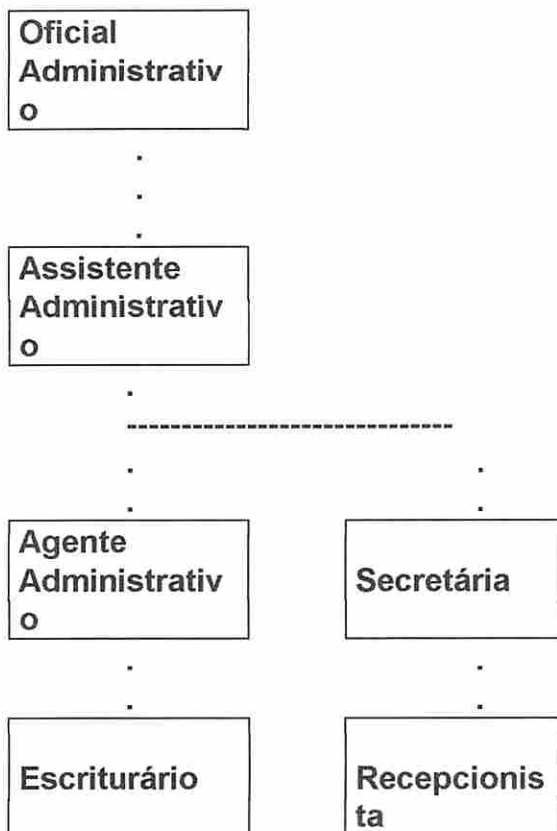 Oficial
Administrativ
o
Assistente
Administrativ
o
Agente
Administrativ
o
Secretária
Escriturário
Recepcionis
ta